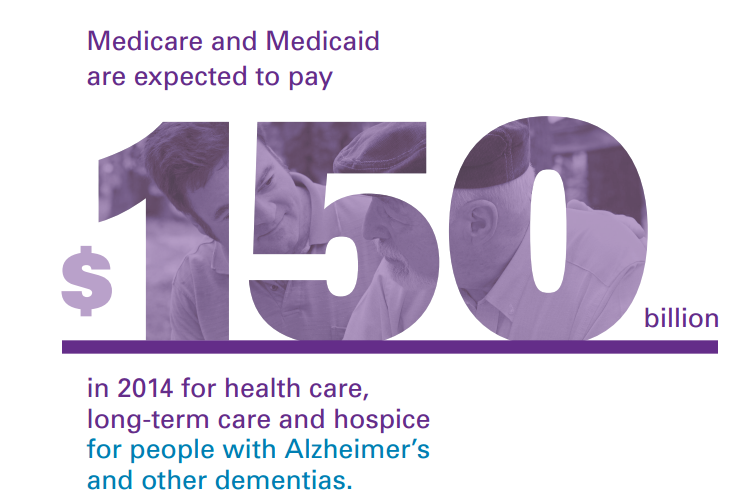 Medicare and Medicaid
are expected to pay
$150 billion
in 2014 for health care,
long-term care and hospice
for people with Alzheimer's
and other dementias.